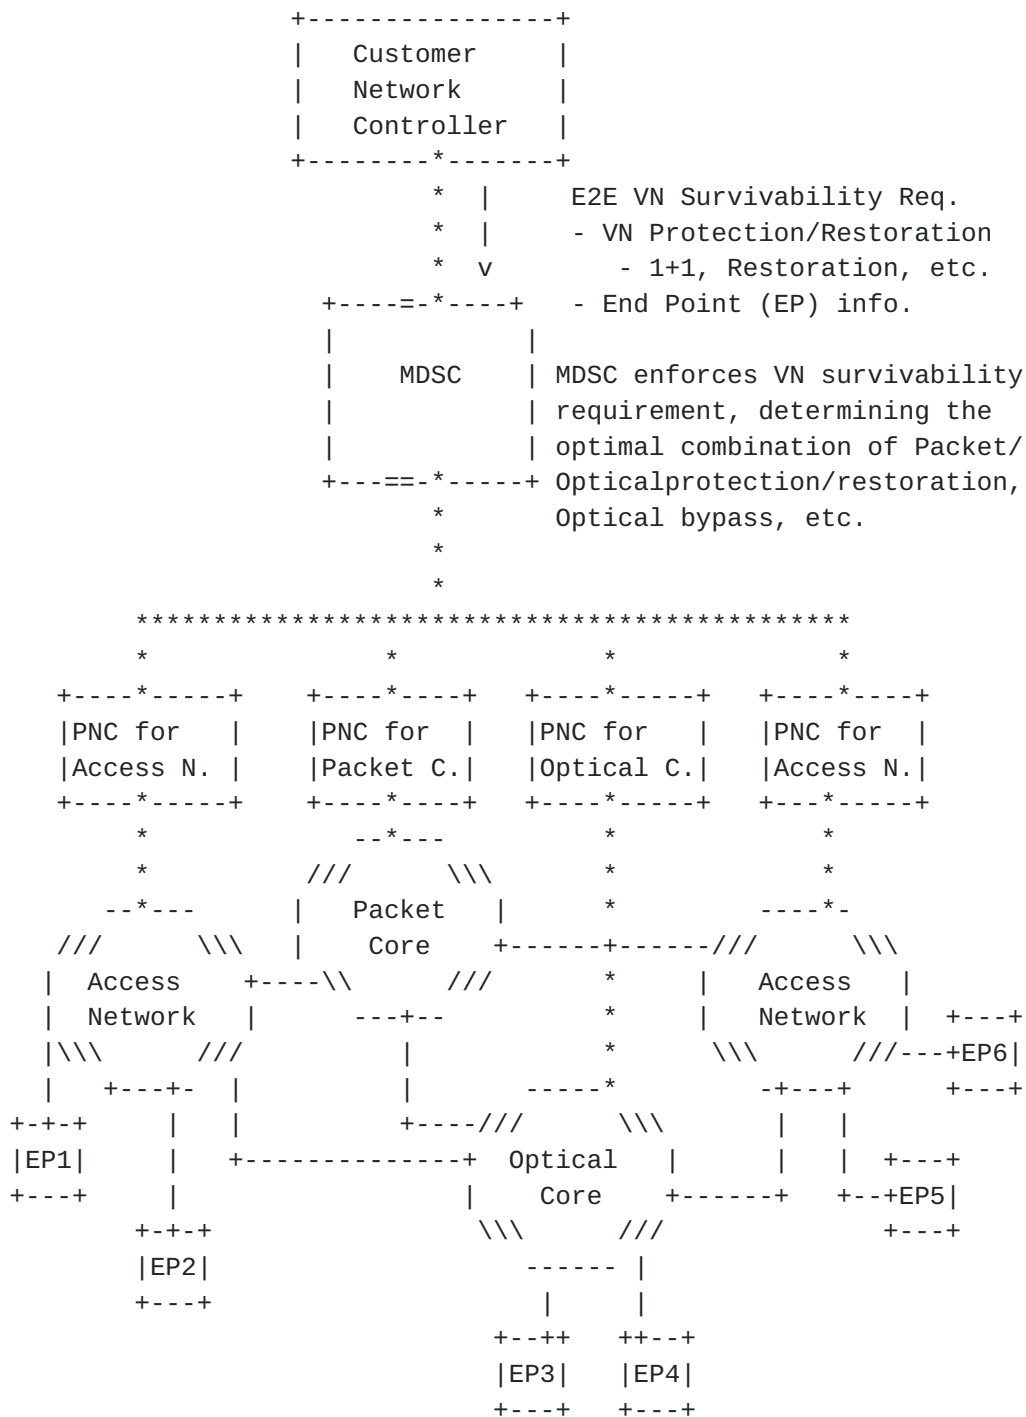 Customer
Network
Controller
E2E VN Survivability Req.
- VN Protection/Restoration
v - 1+1, Restoration, etc.
- End Point (EP) info.
MDSC MDSC enforces VN survivability
requirement, determining the
optimal combination of Packet/
Opticalprotection/restoration,
Optical bypass, etc.
PNC for PNC for PNC for PNC for
Access N. Packet C. Optical C. Access N.
Packet
Core
Access Access
Network Network
EP6
EP1 Optical
Core EP5
EP2
EP3 EP4